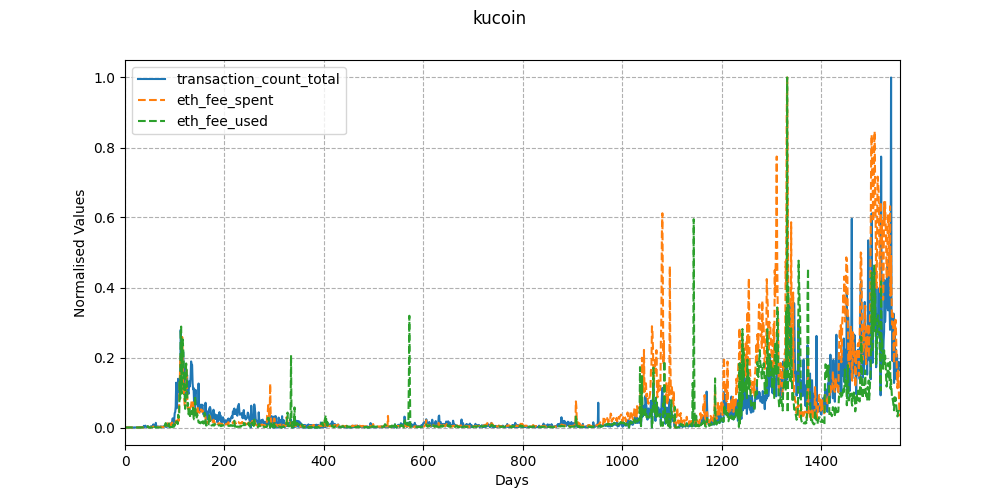 kucoin
transaction_count_total
eth_fee_spent
eth_fee_used
Normalised Values
1.0
0.8
0.6
0.4
0.2
0.0
0 200 400 600 800 1000 1200 1400
Days